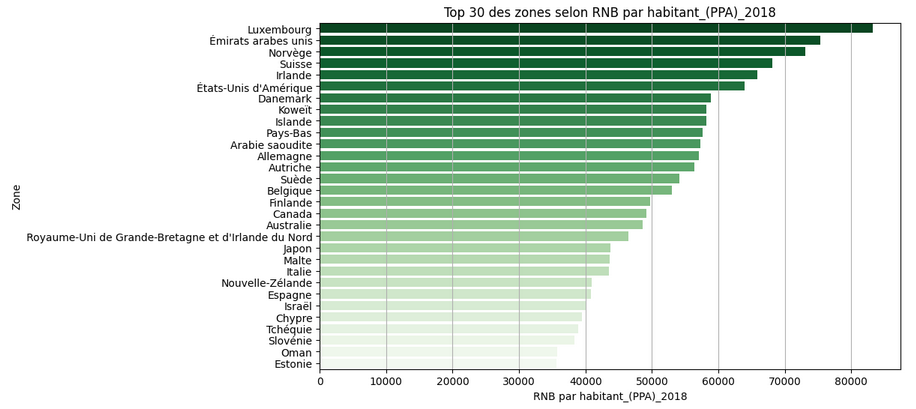 Top 30 des zones selon RNB par habitant_(PPA)_2018
Luxembourg
Émirats arabes unis
Norvège
Suisse
Irlande
États-Unis d'Amérique
Danemark
Koweït
Islande
Pays-Bas
Arabie saoudite
Allemagne
Autriche
Suède
Belgique
Finlande
Canada
Australie
Royaume-Uni de Grande-Bretagne et d'Irlande du Nord
Japon
Malte
Italie
Nouvelle-Zélande
Espagne
Israël
Chypre
Tchéquie
Slovénie
Oman
Estonie
Zone
0 10000 20000 30000 40000 50000 60000 70000 80000
RNB par habitant_(PPA)_2018